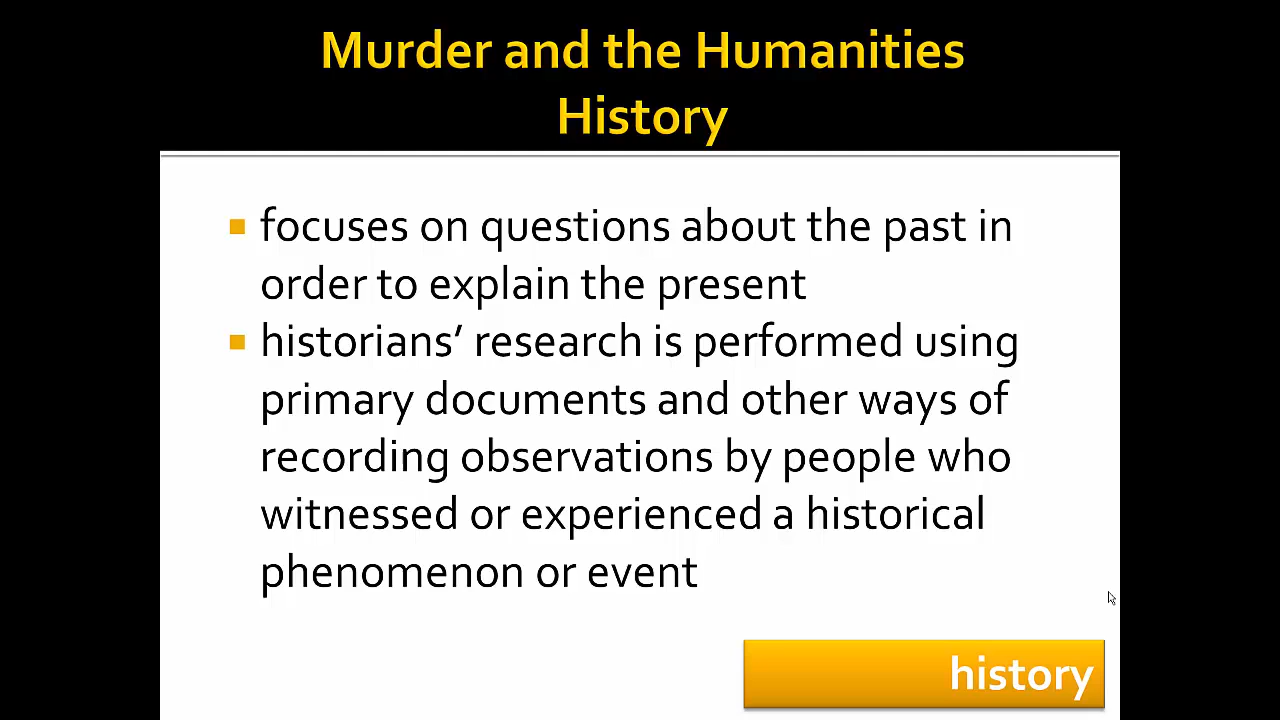 Murder and the Humanities
History
focuses on questions about the past in
order to explain the present
historians’ research is performed using
primary documents and other ways of
recording observations by people who
witnessed or experienced a historical
phenomenon or event
history